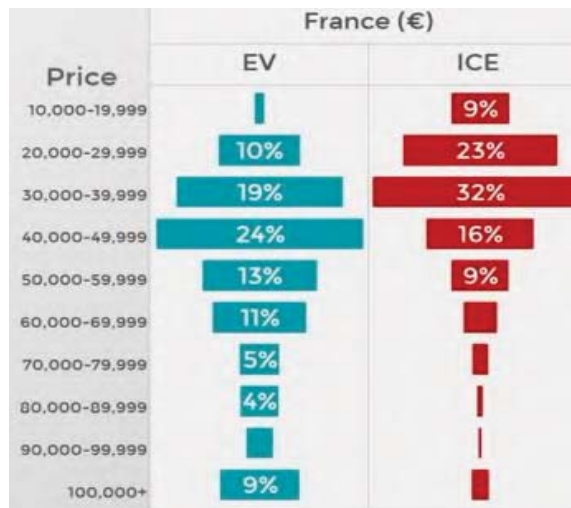 France (€)
Price EV ICE
10,000-19,999 9%
20,000-29,999 10% 23%
30,000-39,999 19% 32%
40,000-49,999 24% 16%
50,000-59,999 13% 9%
60,000-69,999 11%
70,000-79,999 5%
80,000-89,999 4%
90,000-99,999
100,000+ 9%